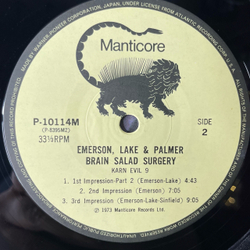 Manticore
P-10114M
(P-6395M2)
33⅓RPM
SIDE
2
EMERSON, LAKE & PALMER
BRAIN SALAD SURGERY
KARN EVIL 9
1. 1st Impression-Part 2 (Emerson-Lake) 4:43
2. 2nd Impression (Emerson) 7:05
3. 3rd Impression (Emerson-Lake-Sinfield) 9:05
℗ 1973 Manticore Records Ltd.